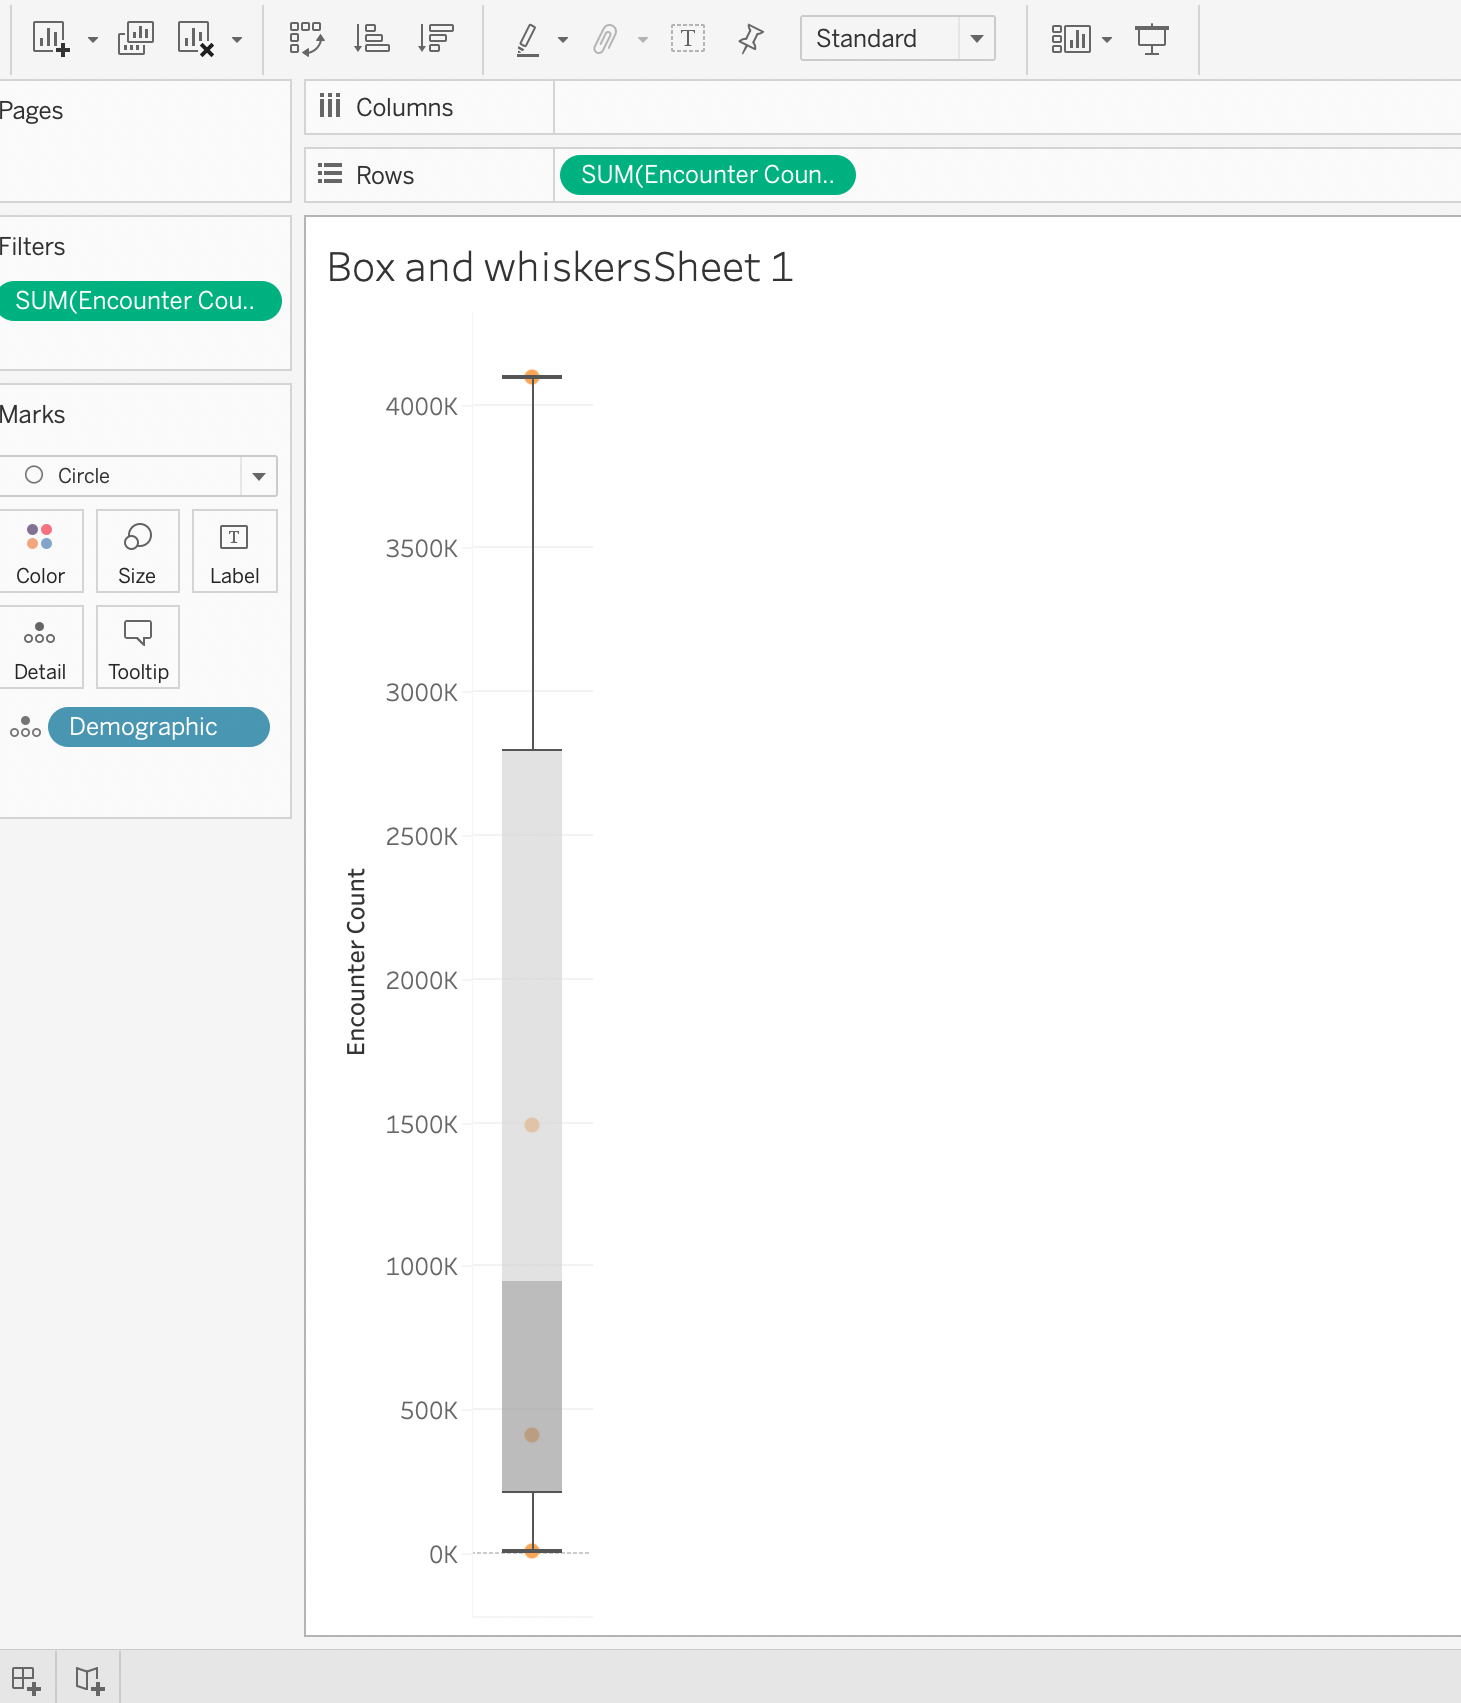 Standard
Pages
Columns
Rows
SUM(Encounter Coun..
Filters
SUM(Encounter Cou..
Marks
Circle
Color
Size
Label
Detail
Tooltip
Demographic
Box and whiskersSheet 1
4000K
3500K
3000K
2500K
2000K
1500K
1000K
500K
0K
Encounter Count